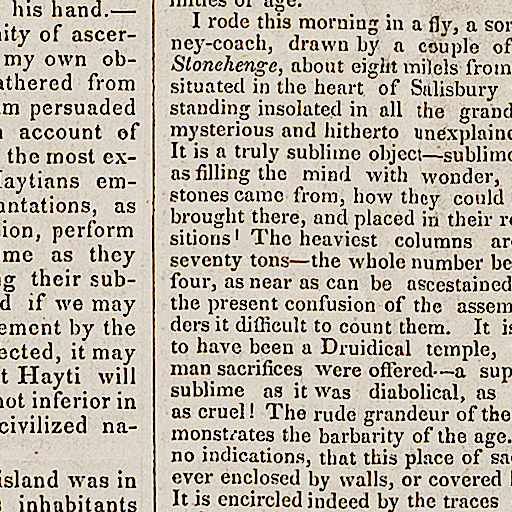 his hand.—
ity of ascer-
my own ob-
athered from
m persuaded
account of
the most ex-
aytians em-
untations, as
sion, perform
me as they
g their sub-
d if we may
ement by the
ected, it may
t Hayti will
not inferior in
civilized na-
island was in
inhabitants
of age.
I rode this morning in a fly, a sor
ney-coach, drawn by a couple of
Stonehenge, about eight milels from
situated in the heart of Salisbury
standing insolated in all the grand
mysterious and hitherto unexplaine
It is a truly sublime object—sublime
as filling the mind with wonder,
stones came from, how they could
brought there, and placed in their re
sitions! The heaviest columns are
seventy tons—the whole number be
four, as near as can be ascestained
the present confusion of the assem
ders it difficult to count them. It is
to have been a Druidical temple,
man sacrifices were offered—a sup
sublime as it was diabolical, as
as cruel! The rude grandeur of the
monstrates the barbarity of the age.
no indications, that this place of sa
ever enclosed by walls, or covered
It is encircled indeed by the traces